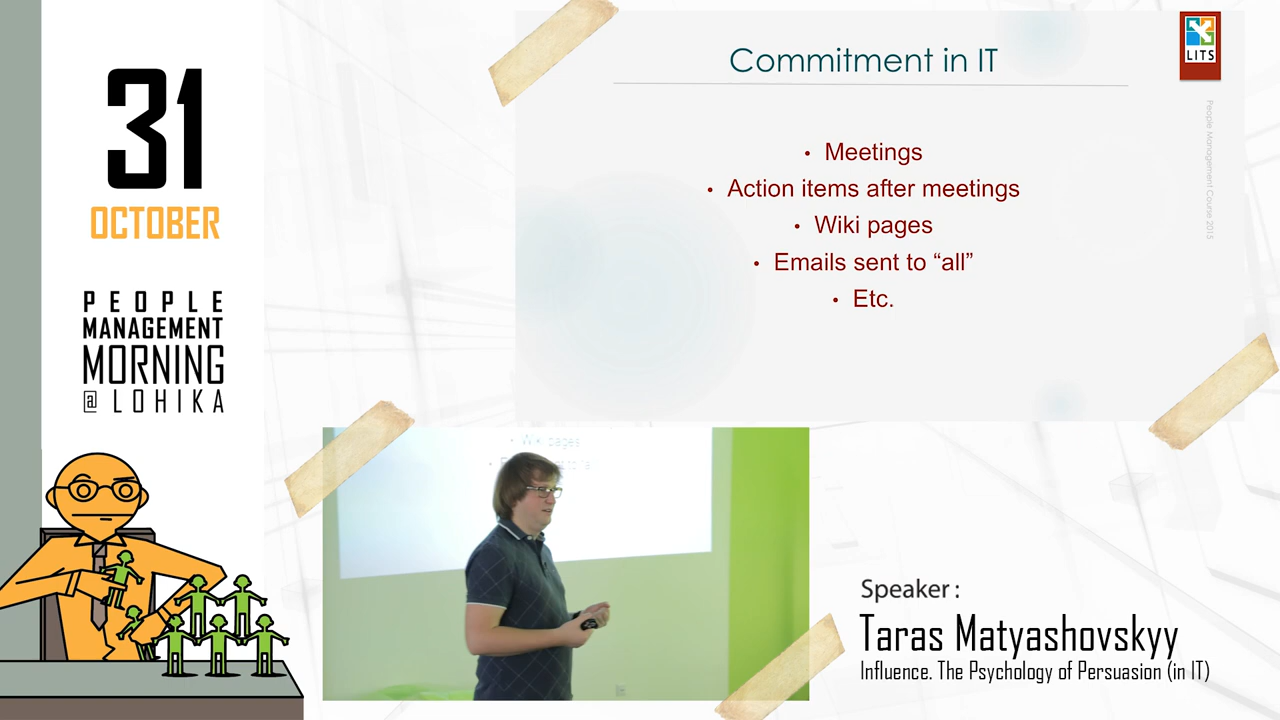 31
OCTOBER
PEOPLE
MANAGEMENT
MORNING
@ LOHIKA
Commitment in IT
• Meetings
• Action items after meetings
• Wiki pages
• Emails sent to “all”
• Etc.
LITS
People Management Course 2015
• Wiki pages
Speaker :
Taras Matyashovskyy
Influence. The Psychology of Persuasion (in IT)